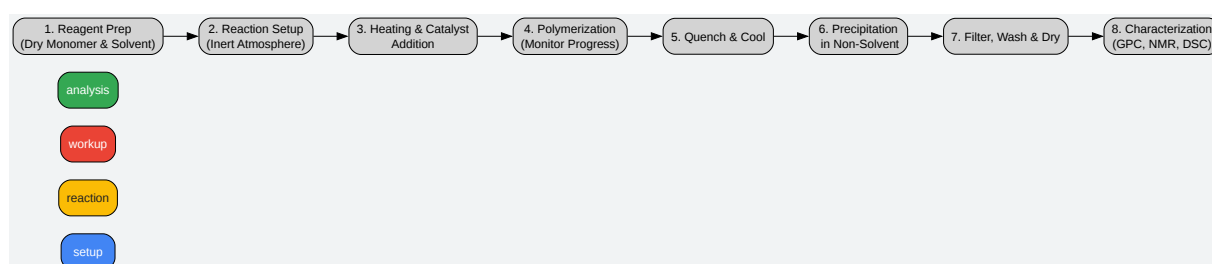 1. Reagent Prep
(Dry Monomer & Solvent)
2. Reaction Setup
(Inert Atmosphere)
3. Heating & Catalyst
Addition
4. Polymerization
(Monitor Progress)
5. Quench & Cool
6. Precipitation
in Non-Solvent
7. Filter, Wash & Dry
8. Characterization
(GPC, NMR, DSC)
analysis
workup
reaction
setup